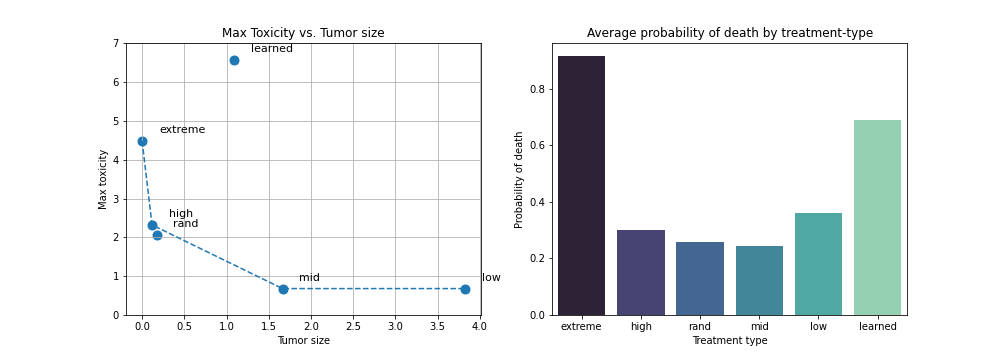 Max Toxicity vs. Tumor size
7
6
5
4
3
2
1
0
Max toxicity
learned
extreme
high
rand
mid
low
0.0 0.5 1.0 1.5 2.0 2.5 3.0 3.5 4.0
Tumor size
Average probability of death by treatment-type
0.8
0.6
0.4
0.2
0.0
Probability of death
extreme high rand mid low learned
Treatment type